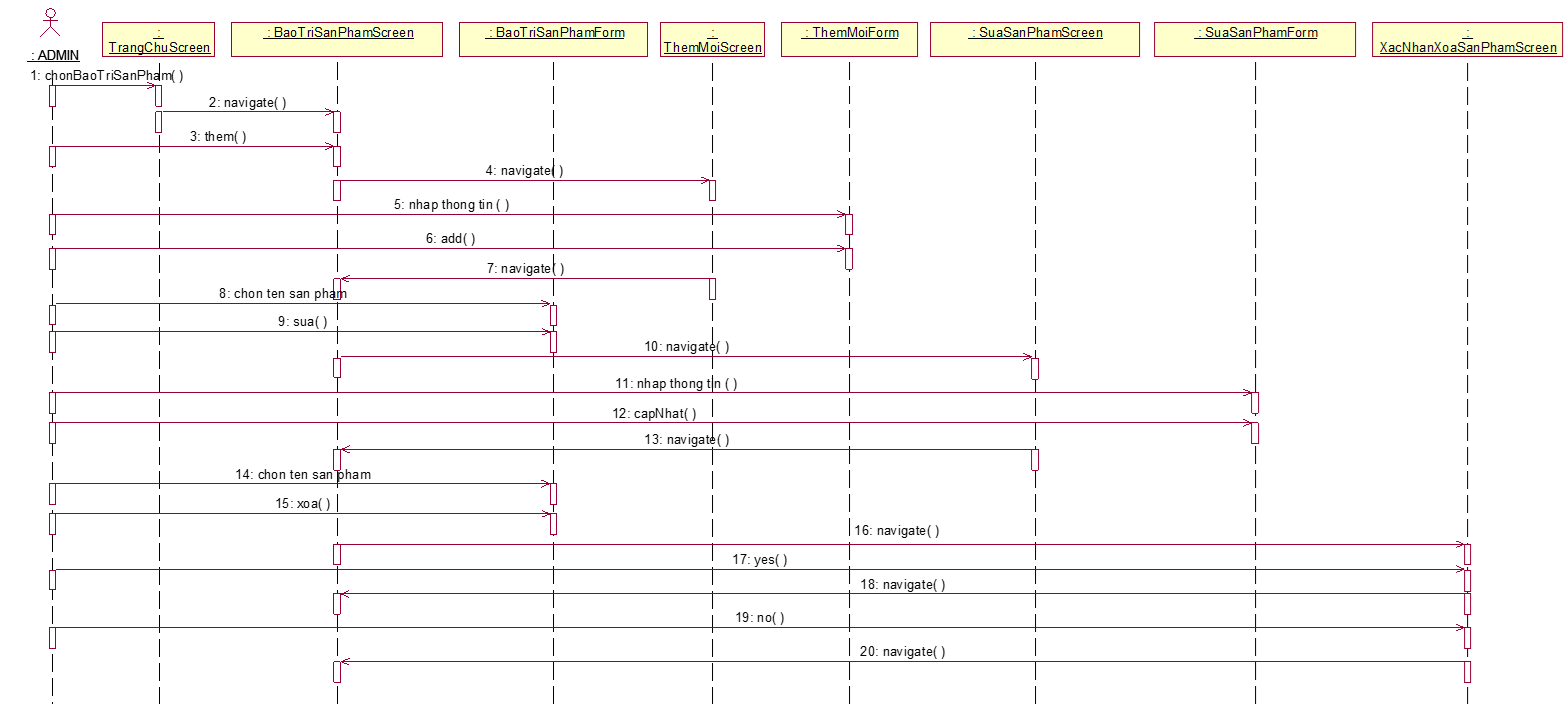 : ADMIN
:
TrangChuScreen
: BaoTriSanPhamScreen
: BaoTriSanPhamForm
:
ThemMoiScreen
: ThemMoiForm
: SuaSanPhamScreen
: SuaSanPhamForm
:
XacNhanXoaSanPhamScreen
1: chonBaoTriSanPham( )
2: navigate( )
3: them( )
4: navigate( )
5: nhap thong tin ( )
6: add( )
7: navigate( )
8: chon ten san pham
9: sua( )
10: navigate( )
11: nhap thong tin ( )
12: capNhat( )
13: navigate( )
14: chon ten san pham
15: xoa( )
16: navigate( )
17: yes( )
18: navigate( )
19: no( )
20: navigate( )